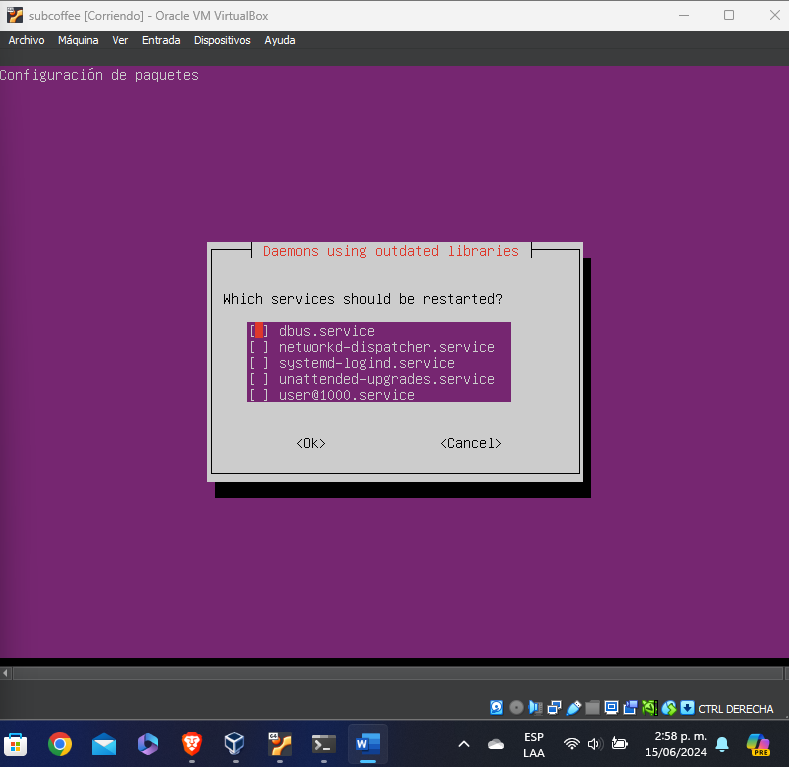 subcoffee [Corriendo] - Oracle VM VirtualBox
Archivo Máquina Ver Entrada Dispositivos Ayuda
Configuración de paquetes
Daemons using outdated libraries
Which services should be restarted?
[ ] dbus.service
[ ] networkd-dispatcher.service
[ ] systemd-logind.service
[ ] unattended-upgrades.service
[ ] user@1000.service
<Ok> <Cancel>
CTRL DERECHA
ESP
LAA
2:58 p. m.
15/06/2024
PRE